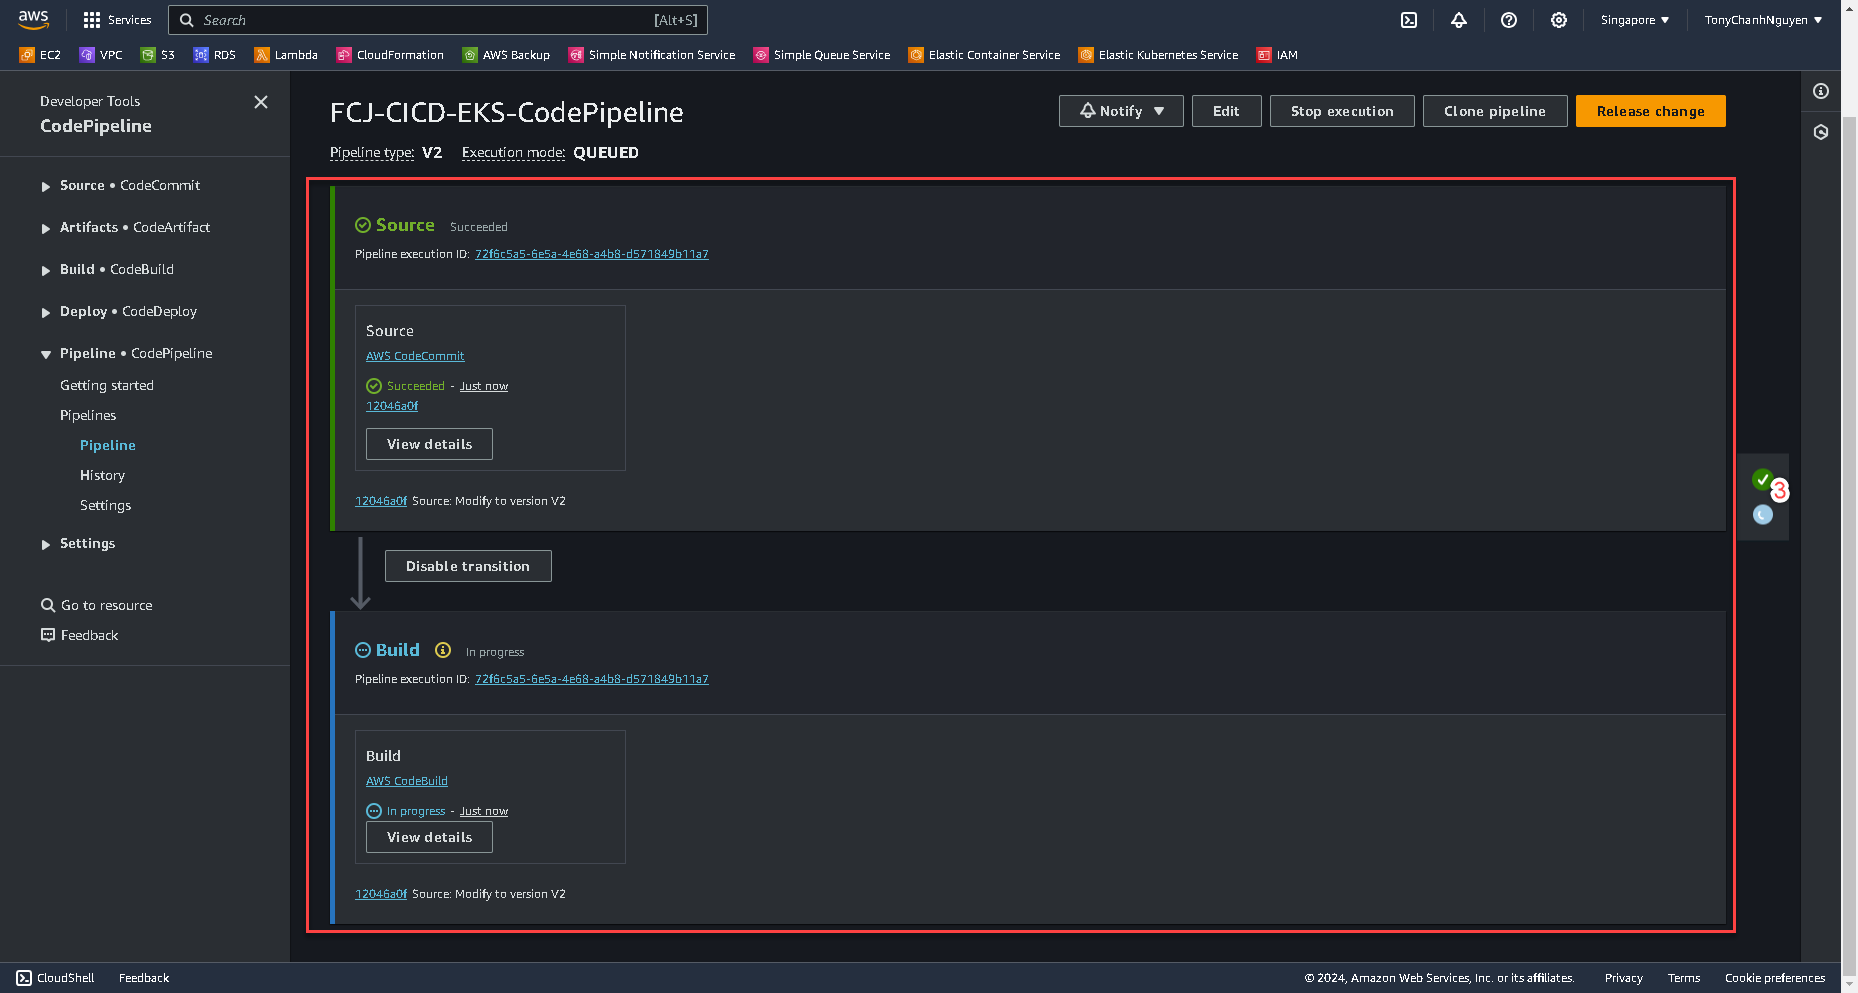 aws
Services
Search
[Alt+S]
Singapore
TonyChanhNguyen
EC2 VPC S3 RDS Lambda CloudFormation AWS Backup Simple Notification Service Simple Queue Service Elastic Container Service Elastic Kubernetes Service IAM
Developer Tools
CodePipeline
Source • CodeCommit
Artifacts • CodeArtifact
Build • CodeBuild
Deploy • CodeDeploy
Pipeline • CodePipeline
Getting started
Pipelines
Pipeline
History
Settings
Settings
Go to resource
Feedback
FCJ-CICD-EKS-CodePipeline
Notify
Edit
Stop execution
Clone pipeline
Release change
Pipeline type: V2 Execution mode: QUEUED
Source Succeeded
Pipeline execution ID: 72f6c5a5-6e5a-4e68-a4b8-d571849b11a7
Source
AWS CodeCommit
Succeeded - Just now
12046a0f
View details
12046a0f Source: Modify to version V2
3
Disable transition
Build In progress
Pipeline execution ID: 72f6c5a5-6e5a-4e68-a4b8-d571849b11a7
Build
AWS CodeBuild
In progress - Just now
View details
12046a0f Source: Modify to version V2
CloudShell Feedback
© 2024, Amazon Web Services, Inc. or its affiliates. Privacy Terms Cookie preferences